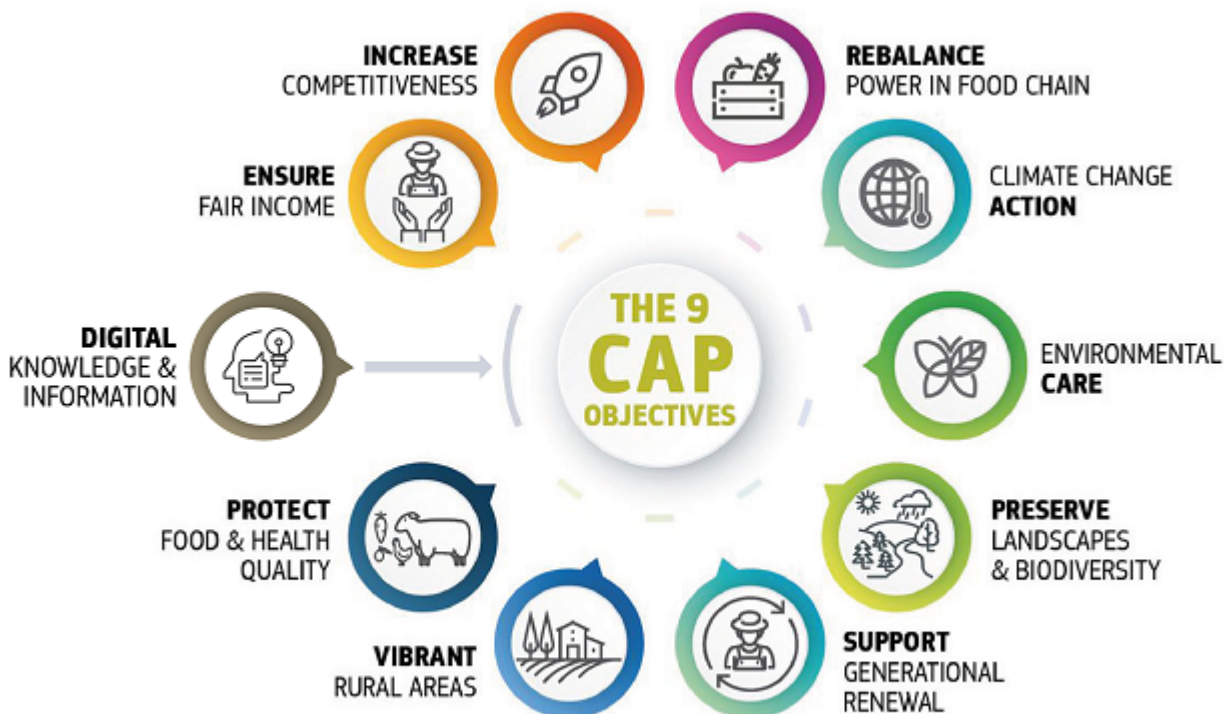 INCREASE
COMPETITIVENESS
REBALANCE
POWER IN FOOD CHAIN
ENSURE
FAIR INCOME
CLIMATE CHANGE
ACTION
DIGITAL
KNOWLEDGE &
INFORMATION
THE 9
CAP
OBJECTIVES
ENVIRONMENTAL
CARE
PROTECT
FOOD & HEALTH
QUALITY
PRESERVE
LANDSCAPES
& BIODIVERSITY
VIBRANT
RURAL AREAS
SUPPORT
GENERATIONAL
RENEWAL